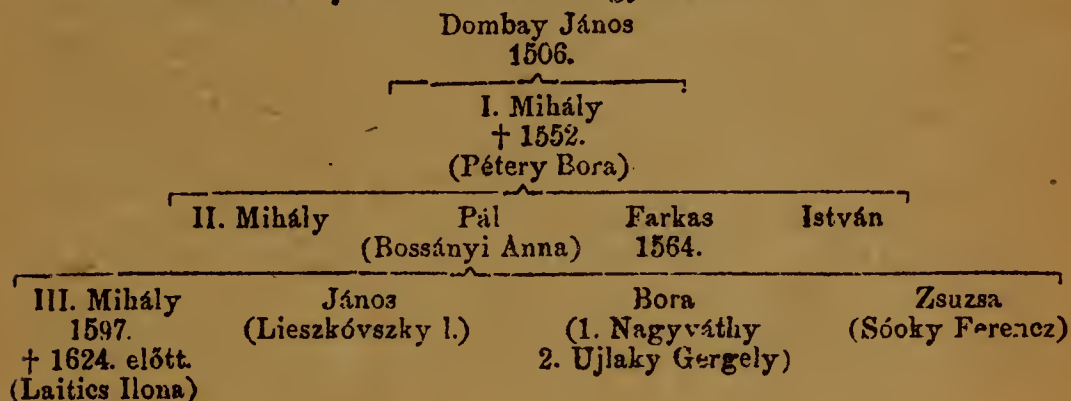 Dombay János
1506.
I. Mihály
† 1552.
(Pétery Bora)
II. Mihály Pál Farkas István
(Bossányi Anna) 1564.
III. Mihály János Bora Zsuzsa
1597. (Lieszkóvszky l.) (1. Nagyváthy (Sóoky Ferencz)
† 1624. előtt. 2. Ujlaky Gergely)
(Laitics Ilona)